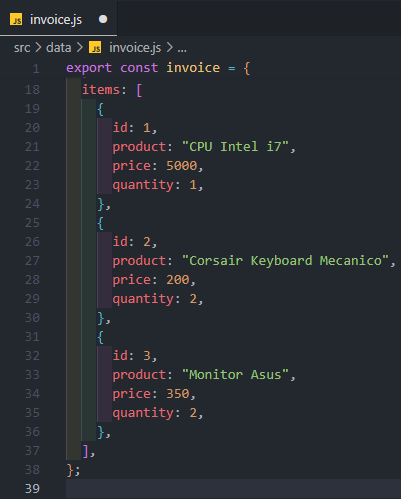 JS invoice.js
src > data > JS invoice.js > ...
1 export const invoice = {
18 items: [
19 {
20 id: 1,
21 product: "CPU Intel i7",
22 price: 5000,
23 quantity: 1,
24 },
25 {
26 id: 2,
27 product: "Corsair Keyboard Mecanico",
28 price: 200,
29 quantity: 2,
30 },
31 {
32 id: 3,
33 product: "Monitor Asus",
34 price: 350,
35 quantity: 2,
36 },
37 ],
38 };
39